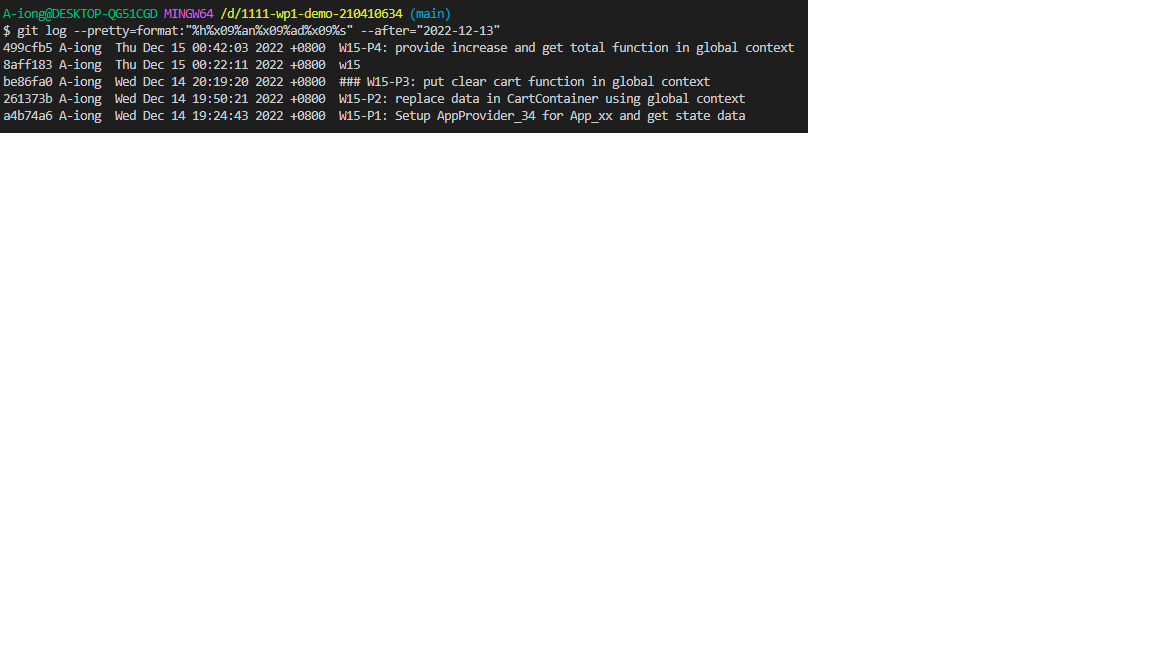 A-iong@DESKTOP-QG51CGD MINGW64 /d/1111-wp1-demo-210410634 (main)
$ git log --pretty=format:"%h%x09%an%x09%ad%x09%s" --after="2022-12-13"
499cfb5 A-iong  Thu Dec 15 00:42:03 2022 +0800  W15-P4: provide increase and get total function in global context
8aff183 A-iong  Thu Dec 15 00:22:11 2022 +0800  w15
be86fa0 A-iong  Wed Dec 14 20:19:20 2022 +0800  ### W15-P3: put clear cart function in global context
261373b A-iong  Wed Dec 14 19:50:21 2022 +0800  W15-P2: replace data in CartContainer using global context
a4b74a6 A-iong  Wed Dec 14 19:24:43 2022 +0800  W15-P1: Setup AppProvider_34 for App_xx and get state data